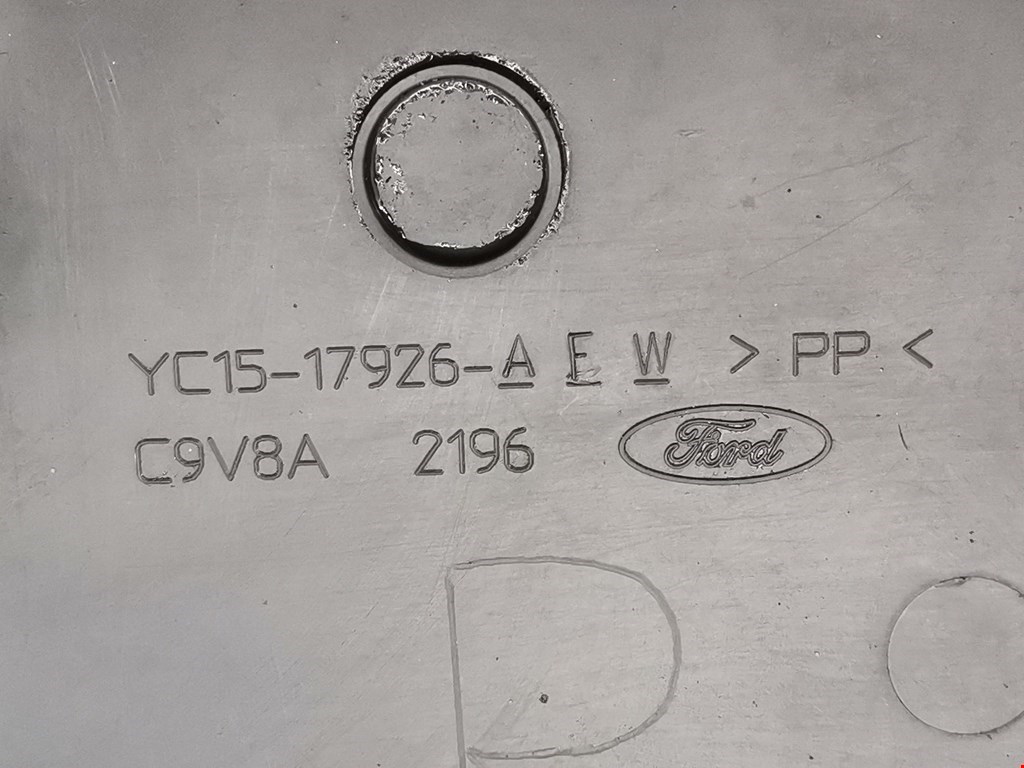 YC15-17926-A E W >PP<
C9V8A 2196 Ford
D